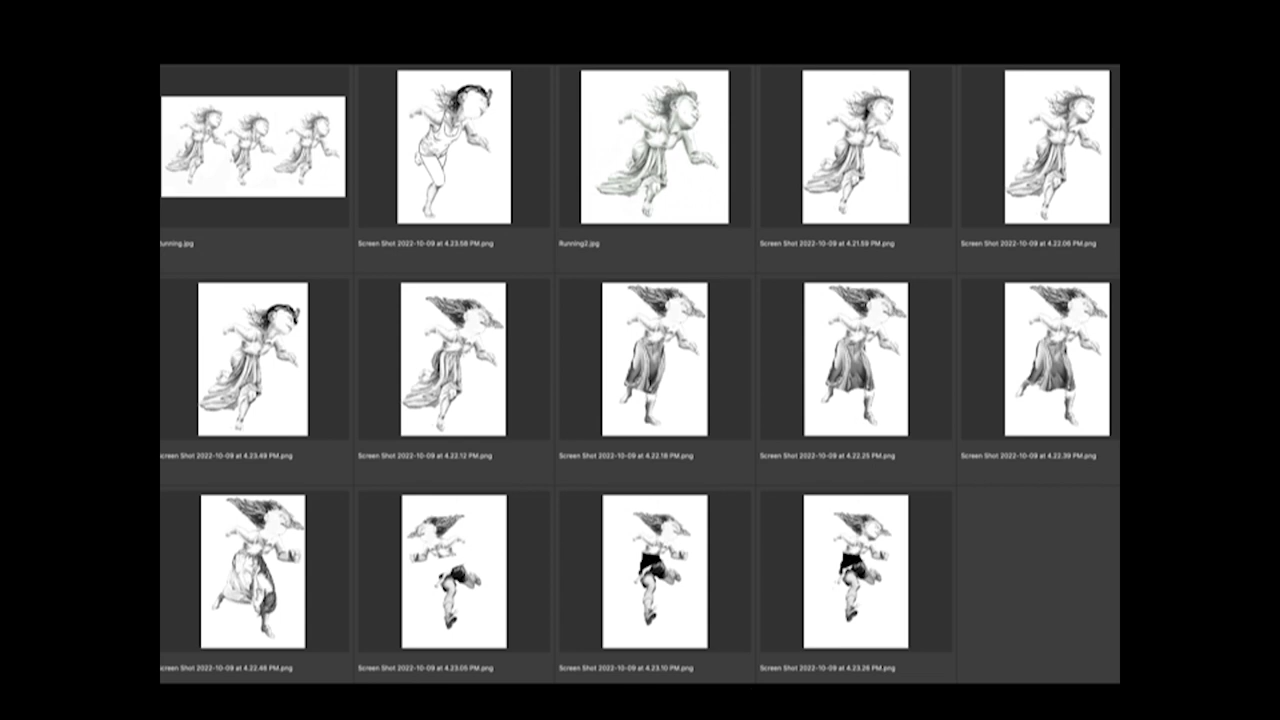 unning.jpg
Screen Shot 2022-10-09 at 4.23.58 PM.png
Running2.jpg
Screen Shot 2022-10-09 at 4.21.59 PM.png
Screen Shot 2022-10-09 at 4.22.06 PM.png
creen Shot 2022-10-09 at 4.23.49 PM.png
Screen Shot 2022-10-09 at 4.22.12 PM.png
Screen Shot 2022-10-09 at 4.22.18 PM.png
Screen Shot 2022-10-09 at 4.22.25 PM.png
Screen Shot 2022-10-09 at 4.22.39 PM.png
creen Shot 2022-10-09 at 4.22.48 PM.png
Screen Shot 2022-10-09 at 4.23.05 PM.png
Screen Shot 2022-10-09 at 4.23.10 PM.png
Screen Shot 2022-10-09 at 4.23.26 PM.png